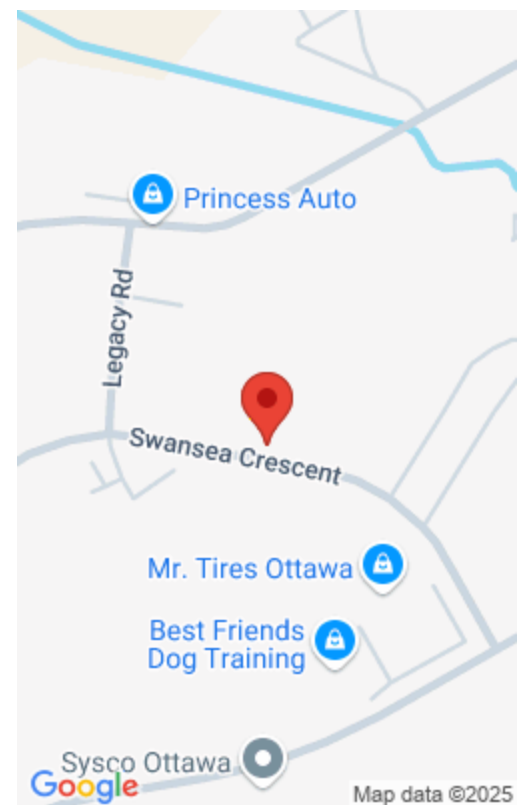 Princess Auto
Legacy Rd
Swansea Crescent
Mr. Tires Ottawa
Best Friends
Dog Training
Sysco Ottawa
Google
Map data ©2025